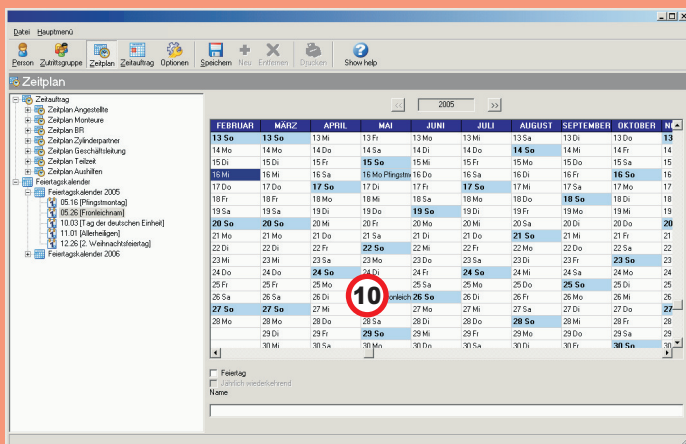 Datei Hauptmenü
Person Zutrittsgruppe Zeitplan Zeitauftrag Optionen Speichern Neu Entfernen Drucken Show help
Zeitplan
Zeitauftrag
Zeitplan Angestellte
Zeitplan Monteure
Zeitplan BR
Zeitplan Zylinderpartner
Zeitplan Geschäftsleitung
Zeitplan Teilzeit
Zeitplan Aushilfen
Feiertagskalender
Feiertagskalender 2005
05.16 [Pfingstmontag]
05.26 [Fronleichnam]
10.03 [Tag der deutschen Einheit]
11.01 [Allerheiligen]
12.26 [2. Weihnachtsfeiertag]
Feiertagskalender 2006
<< 2005 >>
FEBRUAR MÄRZ APRIL MAI JUNI JULI AUGUST SEPTEMBER OKTOBER
13 So 13 So 13 Mi 13 Fr 13 Mo 13 Mi 13 Sa 13 Di 13 Do 13
14 Mo 14 Mo 14 Do 14 Sa 14 Di 14 Do 14 So 14 Mi 14 Fr 14
15 Di 15 Di 15 Fr 15 So 15 Mi 15 Fr 15 Mo 15 Do 15 Sa 15
16 Mi 16 Mi 16 Sa 16 Mo Pfingstm 16 Do 16 Sa 16 Di 16 Fr 16 So 16
17 Do 17 Do 17 So 17 Di 17 Fr 17 So 17 Mi 17 Sa 17 Mo 17
18 Fr 18 Fr 18 Mo 18 Mi 18 Sa 18 Mo 18 Do 18 So 18 Di 18
19 Sa 19 Sa 19 Di 19 Do 19 So 19 Di 19 Fr 19 Mo 19 Mi 19
20 So 20 So 20 Mi 20 Fr 20 Mo 20 Mi 20 Sa 20 Di 20 Do 20
21 Mo 21 Mo 21 Do 21 Sa 21 Di 21 Do 21 So 21 Mi 21 Fr 21
22 Di 22 Di 22 Fr 22 So 22 Mi 22 Fr 22 Mo 22 Do 22 Sa 22
23 Mi 23 Mi 23 Sa 23 Mo 23 Do 23 Sa 23 Di 23 Fr 23 So 23
24 Do 24 Do 24 So 24 Di 24 Fr 24 So 24 Mi 24 Sa 24 Mo 24
25 Fr 25 Fr 25 Mo 25 Sa 25 Mo 25 Do 25 So 25 Di 25
26 Sa 26 Sa 26 Di 10 onleich 26 So 26 Di 26 Fr 26 Mo 26 Mi 26
27 So 27 So 27 Mi 27 Mo 27 Mi 27 Sa 27 Di 27 Do 27
28 Mo 28 Mo 28 Do 28 Sa 28 Di 28 Do 28 So 28 Mi 28 Fr 28
29 Di 29 Fr 29 So 29 Mi 29 Fr 29 Mo 29 Do 29 Sa 29
30 Mi 30 Sa 30 Mo 30 Do 30 Sa 30 Di 30 Fr 30 So 30
Feiertag
Jährlich wiederkehrend
Name